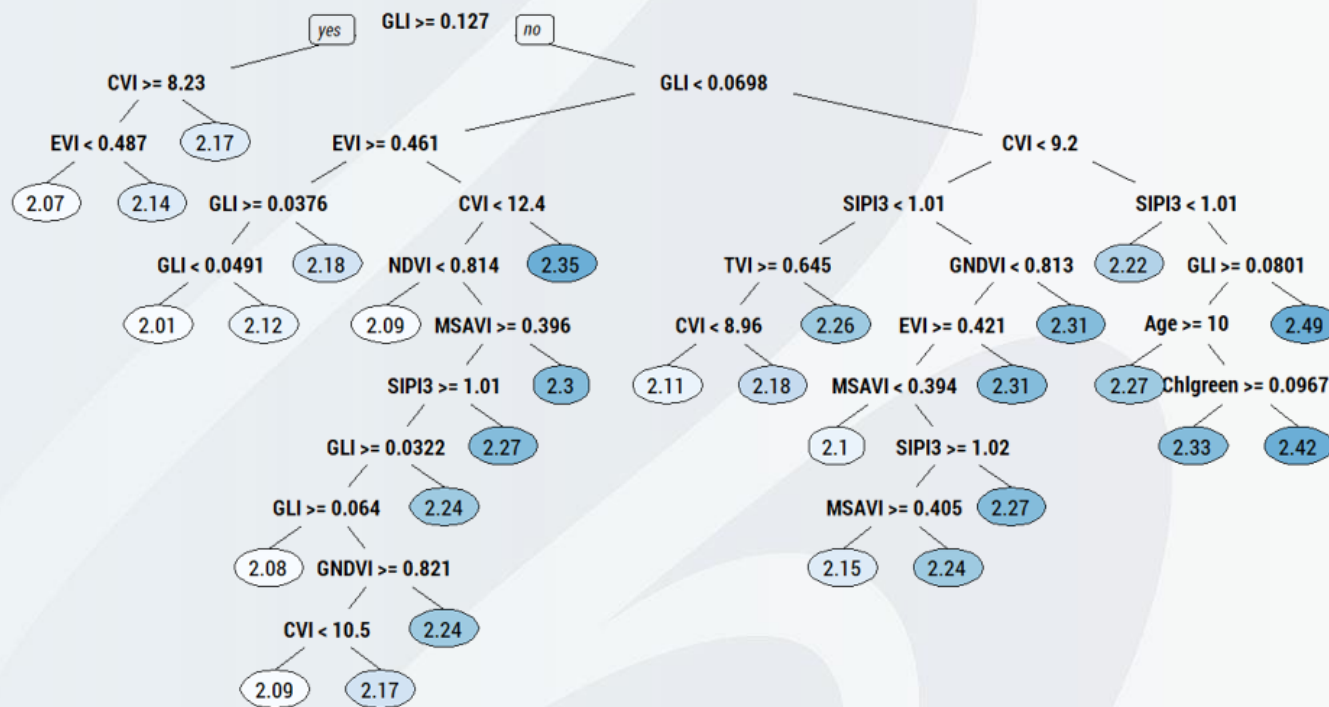 yes GLI >= 0.127 no
CVI >= 8.23 GLI < 0.0698
EVI < 0.487 2.17 EVI >= 0.461 CVI < 9.2
2.07 2.14 GLI >= 0.0376 CVI < 12.4 SIPI3 < 1.01 SIPI3 < 1.01
GLI < 0.0491 2.18 NDVI < 0.814 2.35 TVI >= 0.645 GNDVI < 0.813 2.22 GLI >= 0.0801
2.01 2.12 2.09 MSAVI >= 0.396 CVI < 8.96 2.26 EVI >= 0.421 2.31 Age >= 10 2.49
SIPI3 >= 1.01 2.3 2.11 2.18 MSAVI < 0.394 2.31 2.27 Chlgreen >= 0.0967
GLI >= 0.0322 2.27 2.1 SIPI3 >= 1.02 2.33 2.42
GLI >= 0.064 2.24 MSAVI >= 0.405 2.27
2.08 GNDVI >= 0.821 2.15 2.24
CVI < 10.5 2.24
2.09 2.17